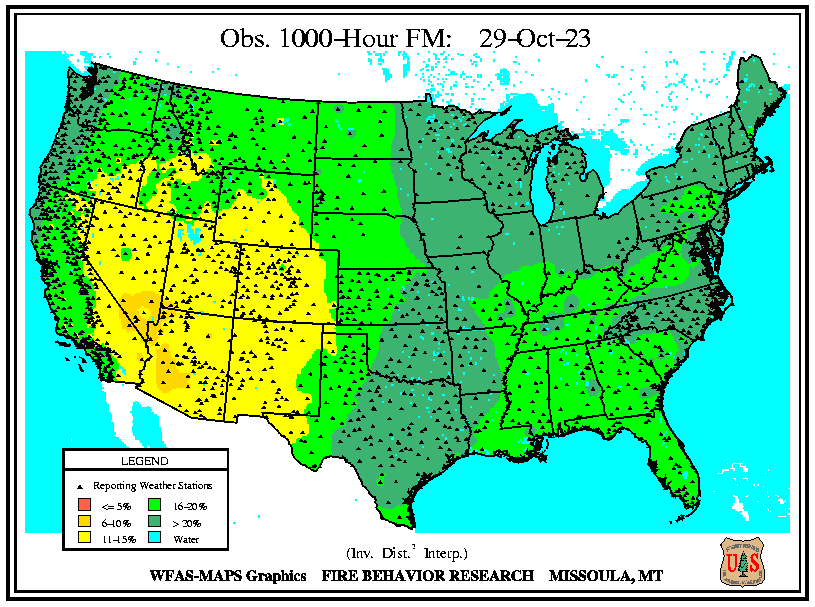 Obs. 1000-Hour FM: 29-Oct-23
LEGEND
Reporting Weather Stations
<= 5%
16-20%
6-10%
> 20%
11-15%
Water
(Inv. Dist.² Interp.)
WFAS-MAPS Graphics FIRE BEHAVIOR RESEARCH MISSOULA, MT
U S